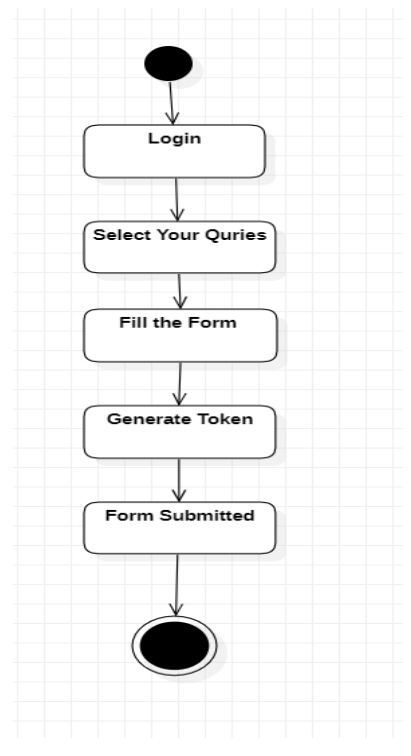 Login
Select Your Quries
Fill the Form
Generate Token
Form Submitted